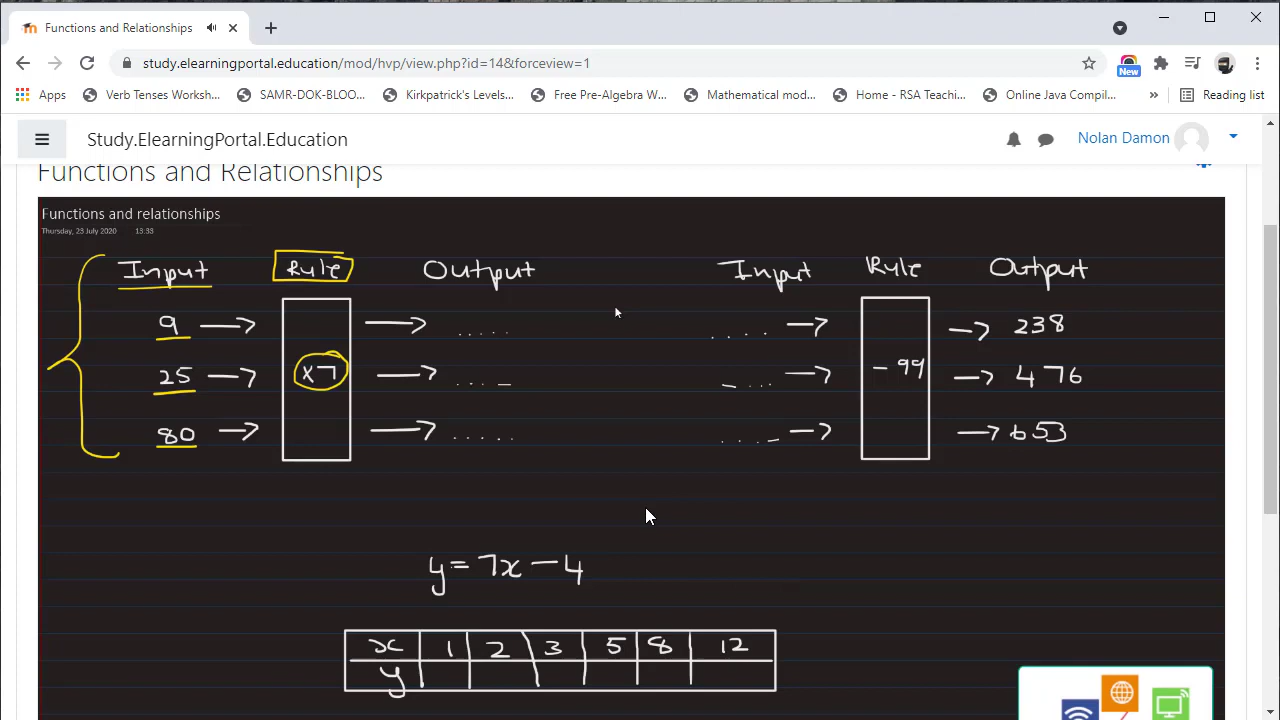 Functions and Relationships
study.elearningportal.education/mod/hvp/view.php?id=14&forceview=1
New
Apps Verb Tenses Worksh... SAMR-DOK-BLOO... Kirkpatrick's Levels... Free Pre-Algebra W... Mathematical mod... Home - RSA Teachi... Online Java Compil... » Reading list
Study.ElearningPortal.Education Nolan Damon
Functions and Relationships
Functions and relationships
Thursday, 23 July 2020 13:33
Input Rule Output Input Rule Output
9 → → ..... .... → → 238
25 → x7 → ...._ _... → -99 → 476
80 → → ..... ...._ → → 653
y = 7x - 4
x 1 2 3 5 8 12
y